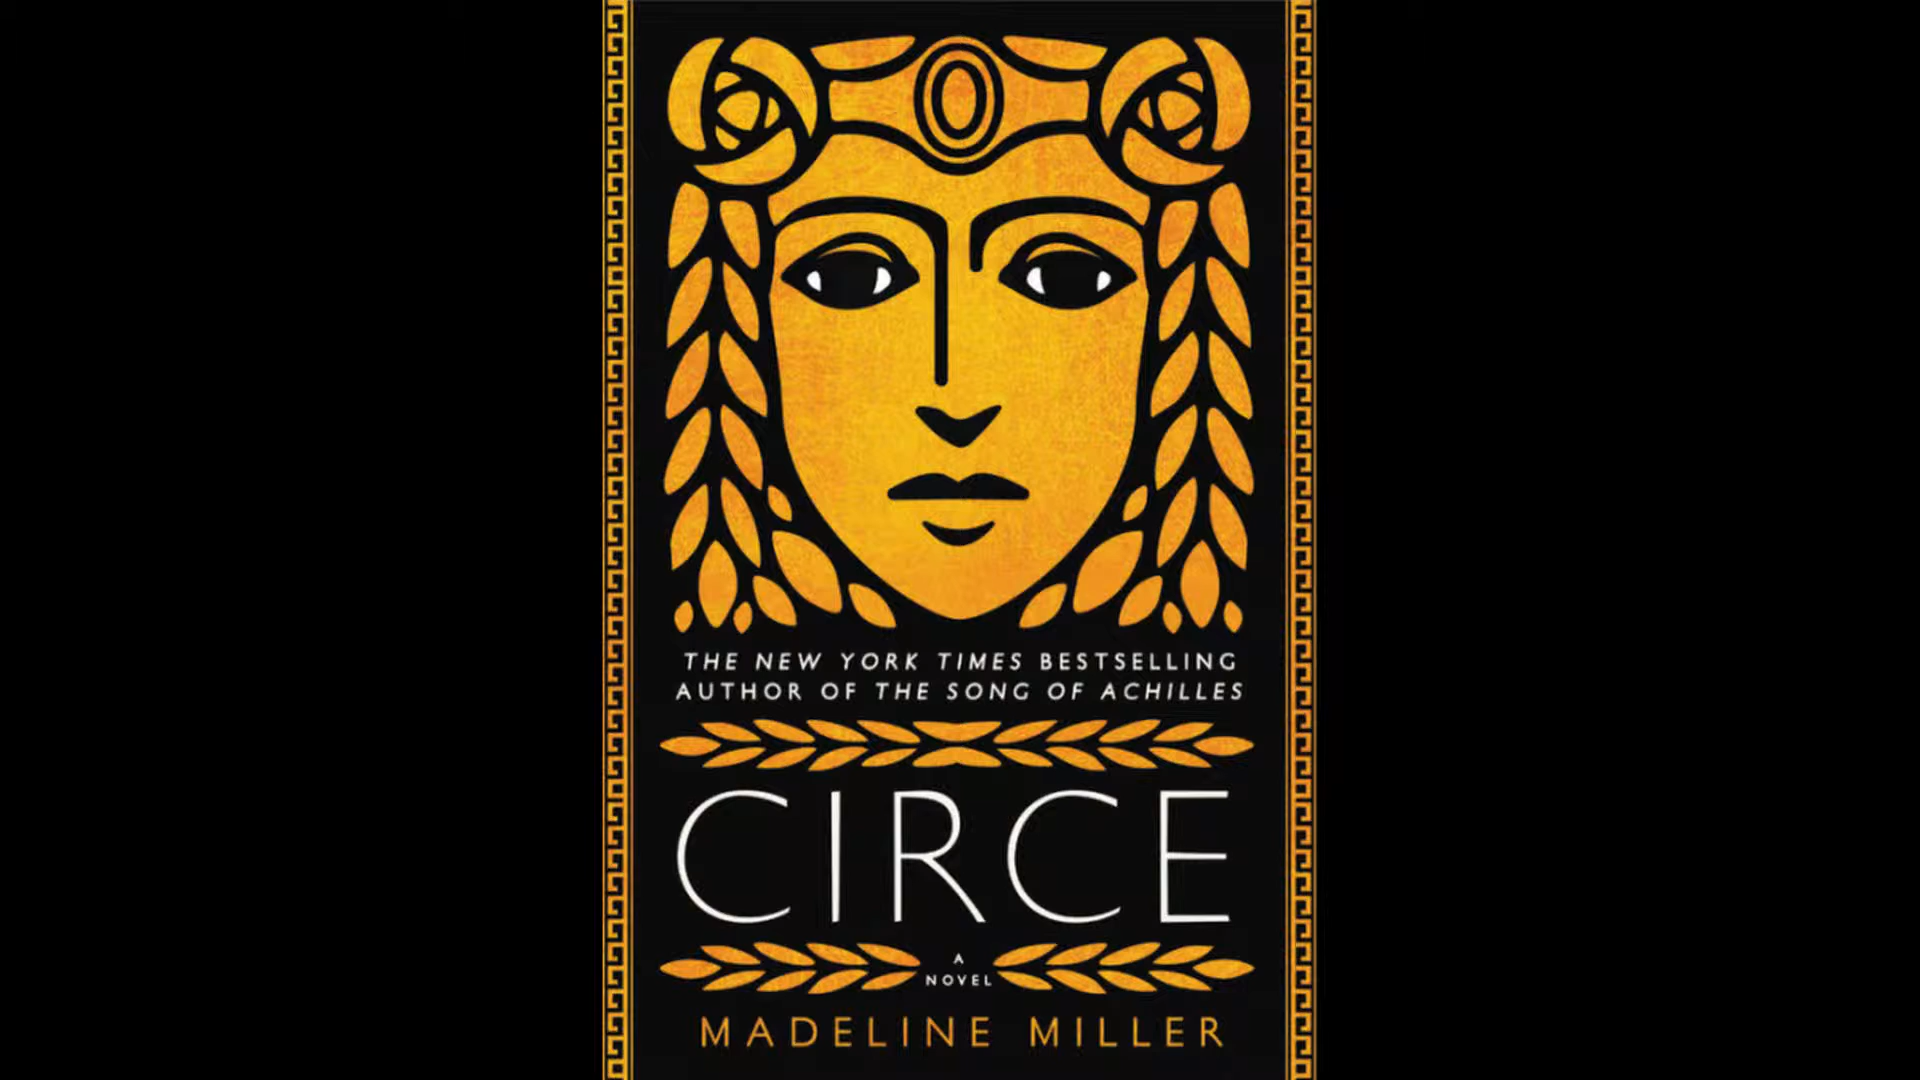 THE NEW YORK TIMES BESTSELLING
AUTHOR OF THE SONG OF ACHILLES
CIRCE
A
NOVEL
MADELINE MILLER